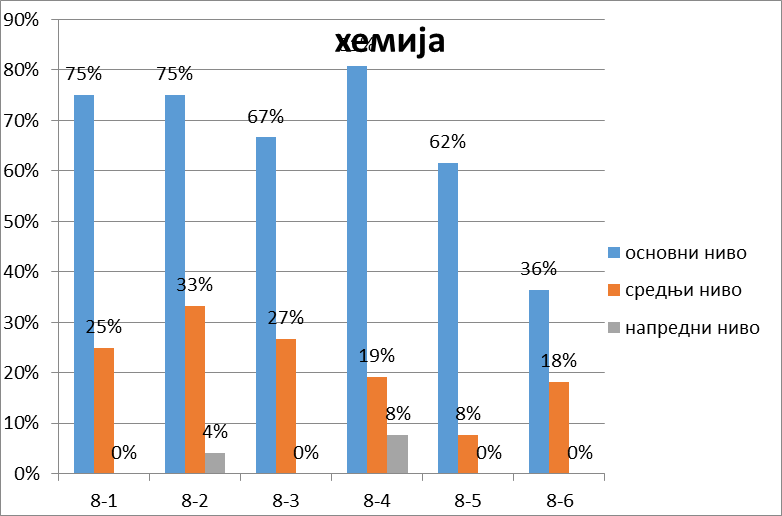 хемија
90%
80%
70%
60%
50%
40%
30%
20%
10%
0%
75% 75% 67% 62% 36%
25% 33% 27% 19% 8% 18%
0% 4% 0% 8% 0% 0%
8-1 8-2 8-3 8-4 8-5 8-6
основни ниво
средњи ниво
напредни ниво